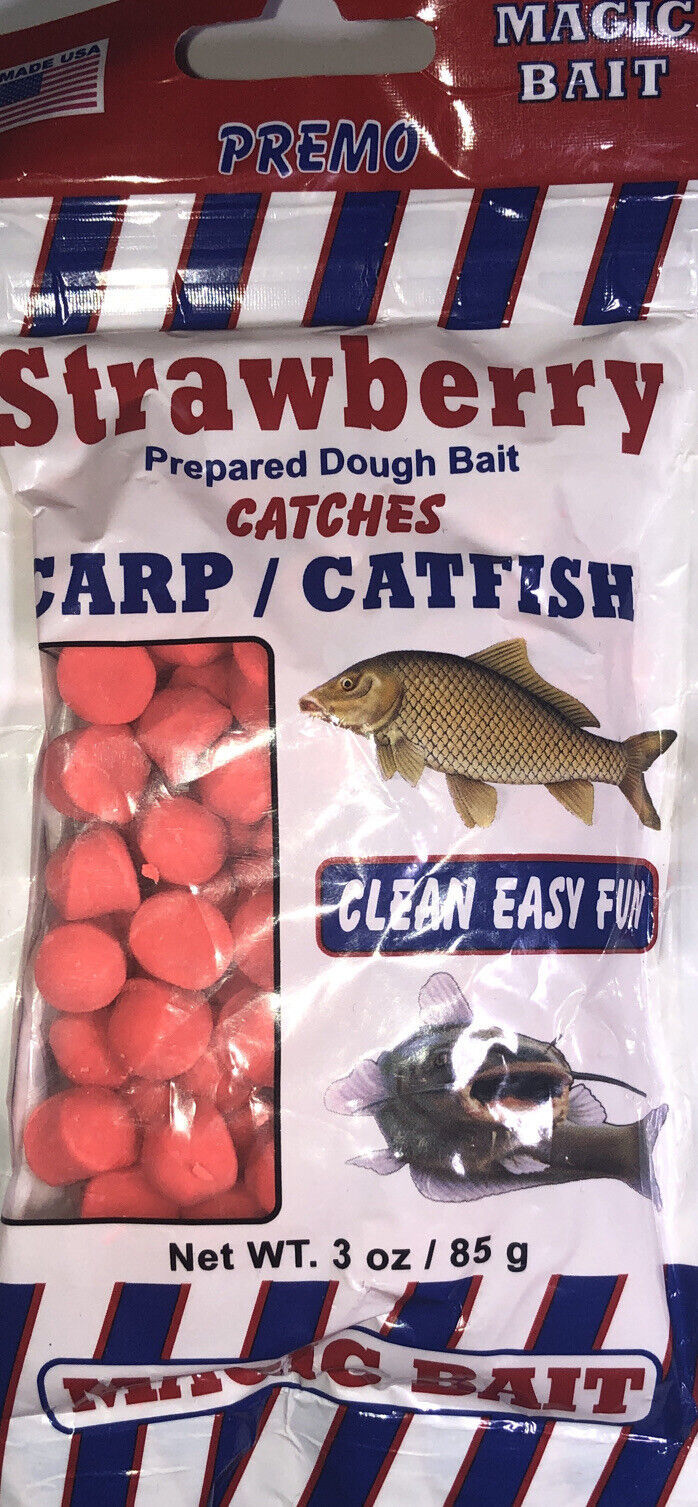 MADE USA
MAGIC
BAIT
PREMO
Strawberry
Prepared Dough Bait
CATCHES
CARP / CATFISH
CLEAN EASY FUN
Net WT. 3 oz / 85 g
MAGIC BAIT